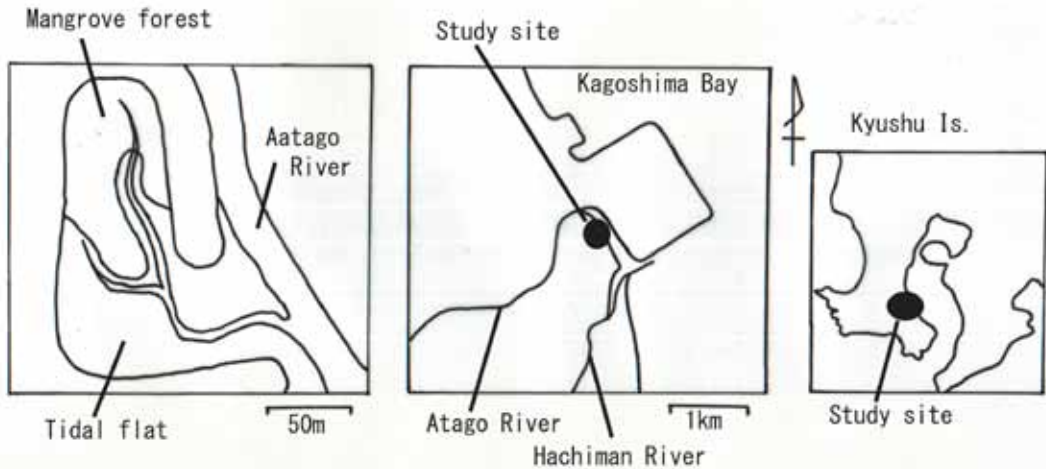 Mangrove forest
Aatago
River
Tidal flat
50m
Study site
Kagoshima Bay
Atago River
Hachiman River
1km
Kyushu Is.
Study site